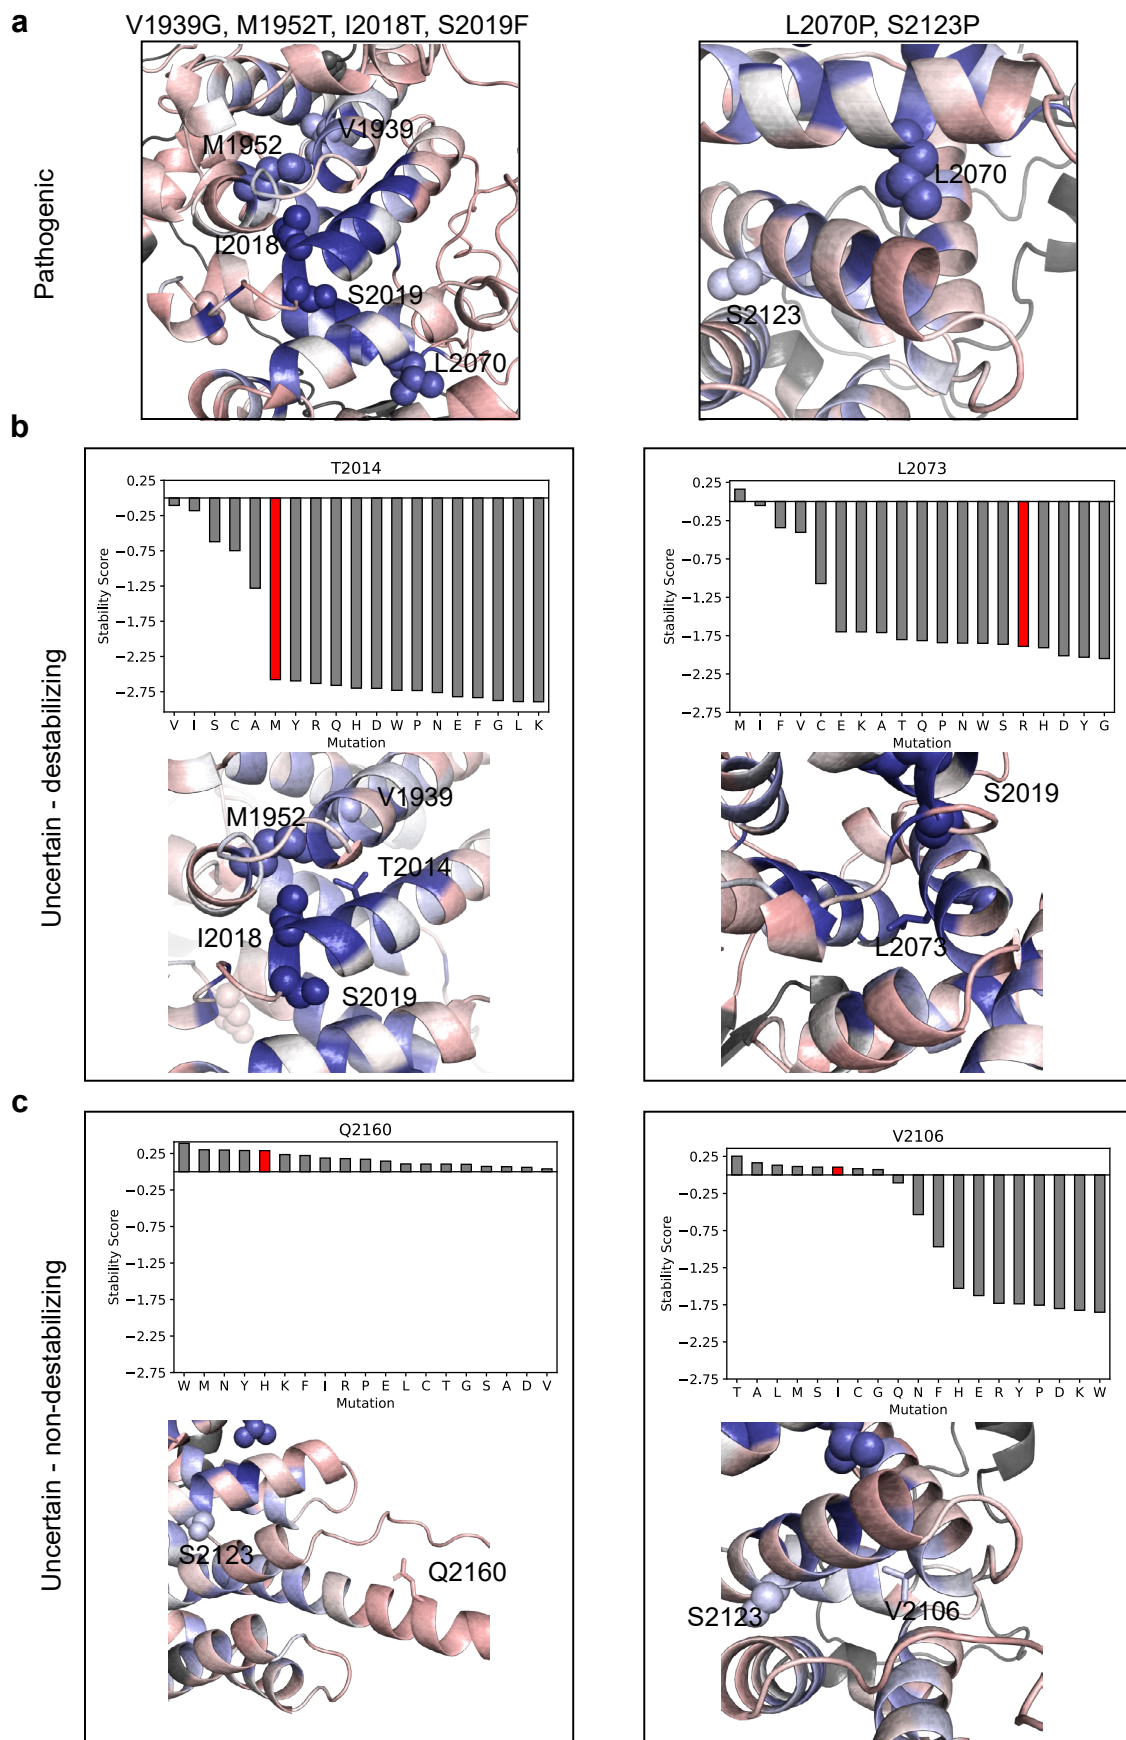 a
V1939G, M1952T, I2018T, S2019F
L2070P, S2123P
Pathogenic
M1952
V1939
I2018
S2019
L2070
L2070
S2123
b
Uncertain - destabilizing
T2014
0.25
−0.25
−0.75
−1.25
−1.75
−2.25
−2.75
Stability Score
V I S C A M Y R Q H D W P N E F G L K
Mutation
V1939
M1952
T2014
I2018
S2019
L2073
0.25
−0.25
−0.75
−1.25
−1.75
−2.25
−2.75
Stability Score
M I F V C E K A T Q P N W S R H D Y G
Mutation
S2019
L2073
c
Uncertain - non-destabilizing
Q2160
0.25
−0.25
−0.75
−1.25
−1.75
−2.25
−2.75
Stability Score
W M N Y H K F I R P E L C T G S A D V
Mutation
S2123
Q2160
V2106
0.25
−0.25
−0.75
−1.25
−1.75
−2.25
−2.75
Stability Score
T A L M S I C G Q N F H E R Y P D K W
Mutation
S2123
V2106